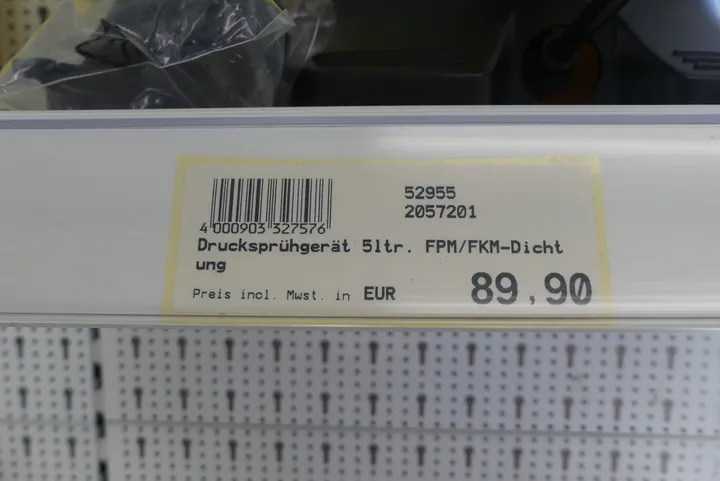 52955
2057201
4 000903 327576
Drucksprühgerät 5ltr. FPM/FKM-Dicht
ung
Preis incl. Mwst. in EUR 89,90